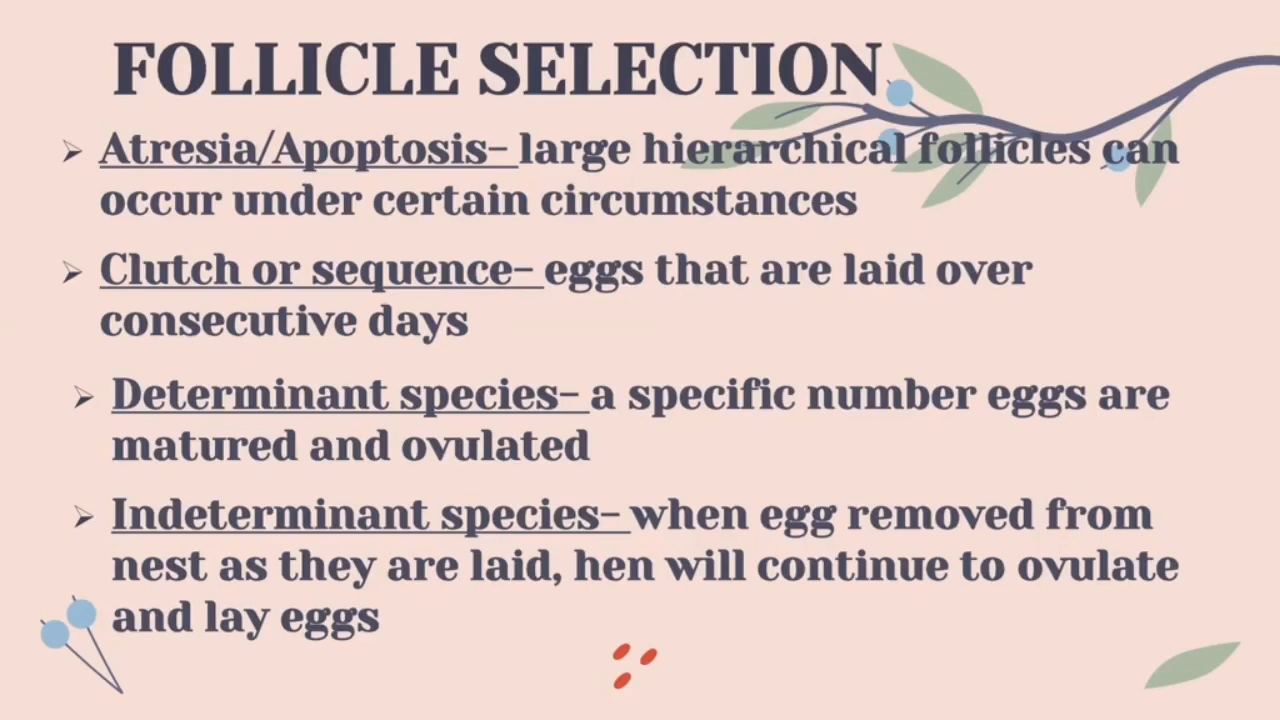 FOLLICLE SELECTION
➢ Atresia/Apoptosis– large hierarchical follicles can
occur under certain circumstances
➢ Clutch or sequence– eggs that are laid over
consecutive days
➢ Determinant species– a specific number eggs are
matured and ovulated
➢ Indeterminant species– when egg removed from
nest as they are laid, hen will continue to ovulate
and lay eggs